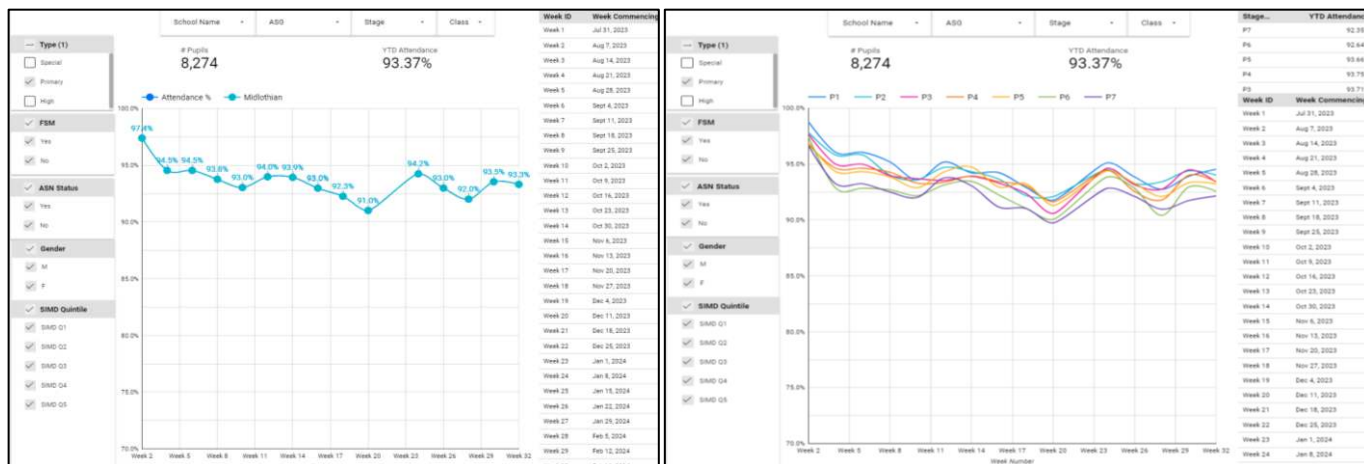 School Name ASG Stage Class
Type (1)
Special
Primary
High
FSM
Yes
No
ASN Status
Yes
No
Gender
M
F
SIMD Quintile
SIMD Q1
SIMD Q2
SIMD Q3
SIMD Q4
SIMD Q5
# Pupils
8,274
YTD Attendance
93.37%
Attendance % Midlothian
100.0%
95.0%
90.0%
85.0%
80.0%
75.0%
70.0%
97.4% 94.5% 94.5% 93.8% 93.0% 94.0% 93.9% 93.0% 92.3% 91.0% 94.2% 93.0% 92.0% 93.5% 93.3%
Week 2 Week 5 Week 8 Week 11 Week 14 Week 17 Week 20 Week 23 Week 26 Week 29 Week 32
Week ID Week Commencing
Week 1 Jul 31, 2023
Week 2 Aug 7, 2023
Week 3 Aug 14, 2023
Week 4 Aug 21, 2023
Week 5 Aug 28, 2023
Week 6 Sept 4, 2023
Week 7 Sept 11, 2023
Week 8 Sept 18, 2023
Week 9 Sept 25, 2023
Week 10 Oct 2, 2023
Week 11 Oct 9, 2023
Week 12 Oct 16, 2023
Week 13 Oct 23, 2023
Week 14 Oct 30, 2023
Week 15 Nov 6, 2023
Week 16 Nov 13, 2023
Week 17 Nov 20, 2023
Week 18 Nov 27, 2023
Week 19 Dec 4, 2023
Week 20 Dec 11, 2023
Week 21 Dec 18, 2023
Week 22 Dec 25, 2023
Week 23 Jan 1, 2024
Week 24 Jan 8, 2024
Week 25 Jan 15, 2024
Week 26 Jan 22, 2024
Week 27 Jan 29, 2024
Week 28 Feb 5, 2024
Week 29 Feb 12, 2024
School Name ASG Stage Class
Type (1)
Special
Primary
High
FSM
Yes
No
ASN Status
Yes
No
Gender
M
F
SIMD Quintile
SIMD Q1
SIMD Q2
SIMD Q3
SIMD Q4
SIMD Q5
# Pupils
8,274
YTD Attendance
93.37%
P1 P2 P3 P4 P5 P6 P7
100.0%
95.0%
90.0%
85.0%
80.0%
75.0%
70.0%
Week 2 Week 5 Week 8 Week 11 Week 14 Week 17 Week 20 Week 23 Week 26 Week 29 Week 32
Week Number
Stage... YTD Attendance
P7
P6 92.64
P5 93.66
P4
P3 93.71
Week ID Week Commencing
Week 1 Jul 31, 2023
Week 2 Aug 7, 2023
Week 3 Aug 14, 2023
Week 4 Aug 21, 2023
Week 5 Aug 28, 2023
Week 6 Sept 4, 2023
Week 7 Sept 11, 2023
Week 8 Sept 18, 2023
Week 9 Sept 25, 2023
Week 10 Oct 2, 2023
Week 11 Oct 9, 2023
Week 12 Oct 16, 2023
Week 13 Oct 23, 2023
Week 14 Oct 30, 2023
Week 15 Nov 6, 2023
Week 16 Nov 13, 2023
Week 17 Nov 20, 2023
Week 18 Nov 27, 2023
Week 19 Dec 4, 2023
Week 20 Dec 11, 2023
Week 21 Dec 18, 2023
Week 22 Dec 25, 2023
Week 23 Jan 1, 2024
Week 24 Jan 8, 2024